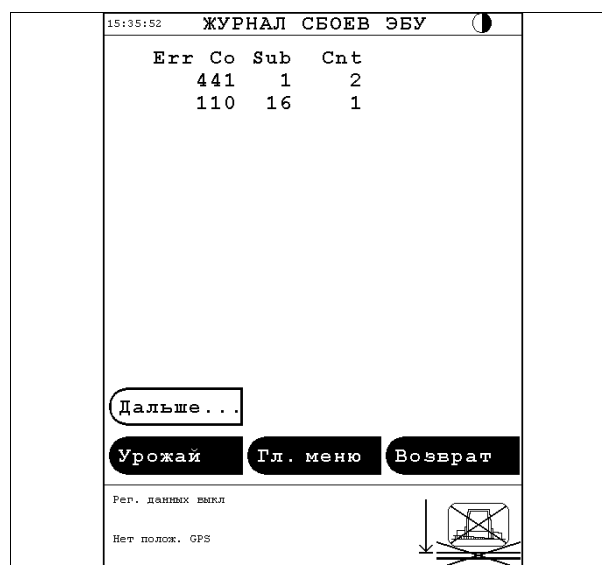 15:35:52 ЖУРНАЛ СБОЕВ ЭБУ
Err Co Sub Cnt
441 1 2
110 16 1
Дальше...
Урожай Гл. меню Возврат
Рег. данных выкл
Нет полож. GPS